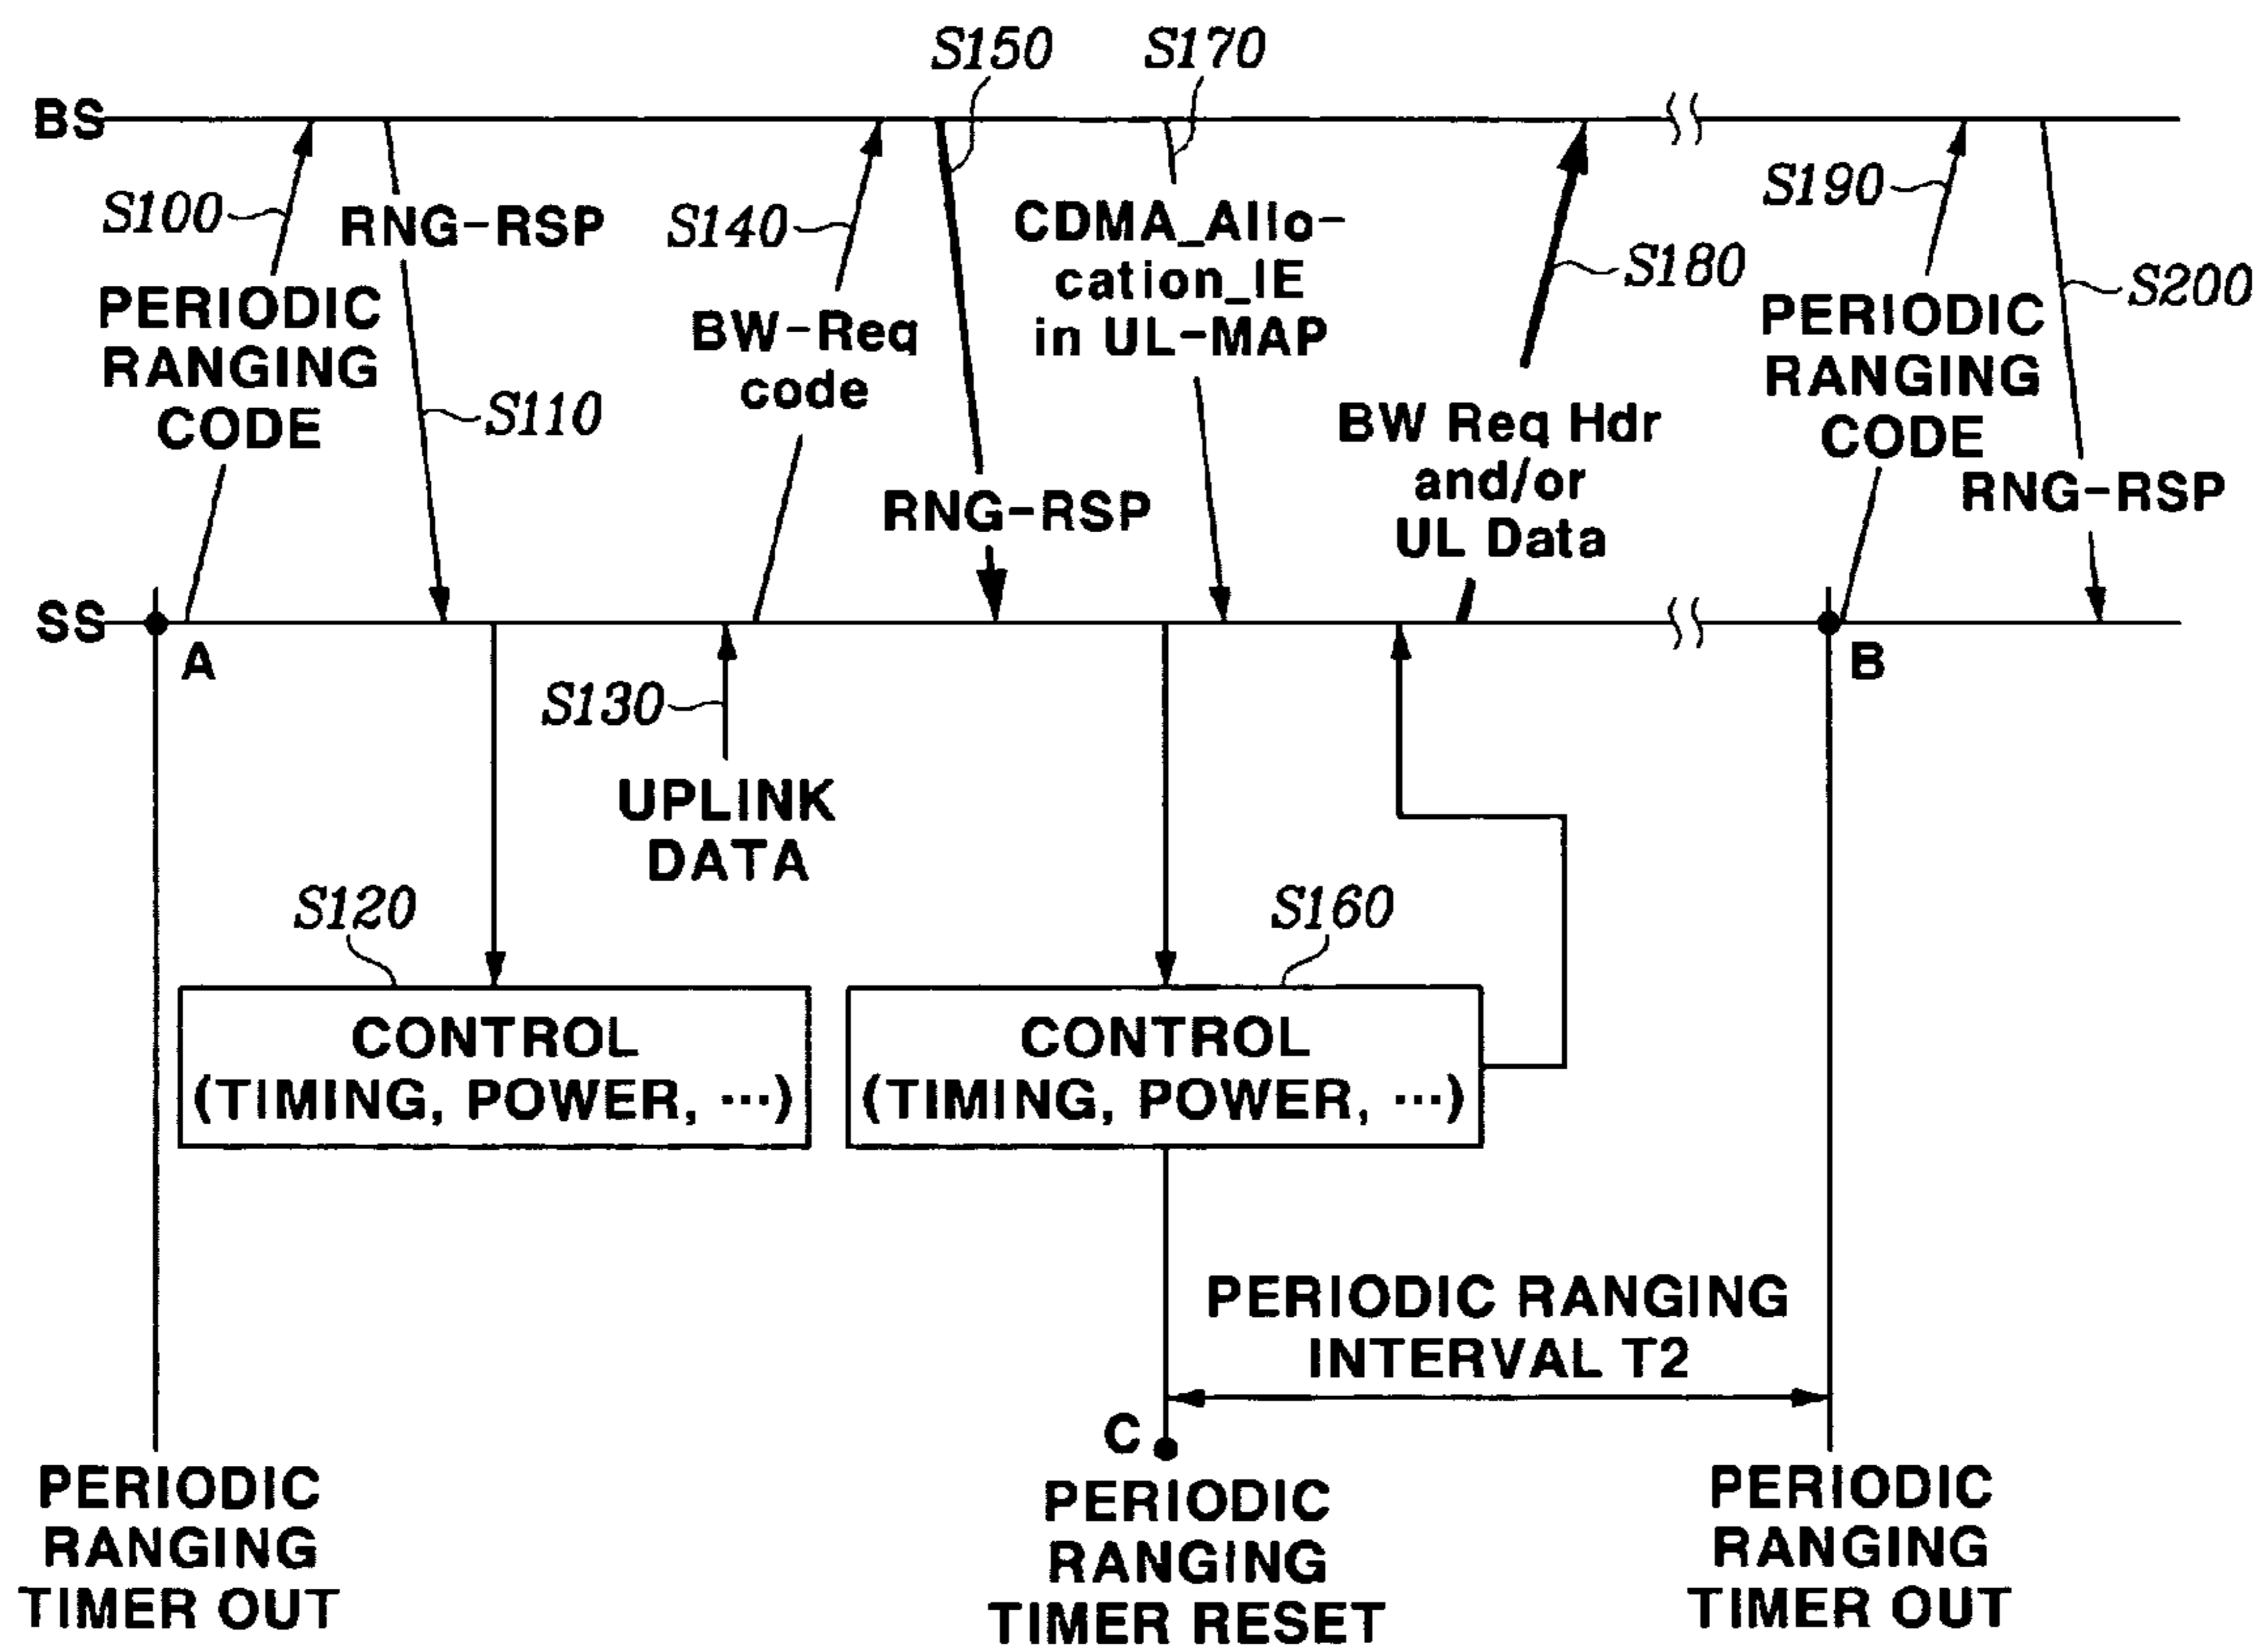 S150
S170
BS
S100
RNG-RSP
S140
CDMA_Allo-
cation_IE
in UL-MAP
S180
S190
S200
PERIODIC
RANGING
CODE
S110
BW-Req
code
RNG-RSP
BW Req Hdr
and/or
UL Data
PERIODIC
RANGING
CODE
RNG-RSP
SS
A
B
S130
UPLINK
DATA
S120
S160
CONTROL
(TIMING, POWER, ···)
CONTROL
(TIMING, POWER, ···)
PERIODIC RANGING
INTERVAL T2
C
PERIODIC
RANGING
TIMER OUT
PERIODIC
RANGING
TIMER RESET
PERIODIC
RANGING
TIMER OUT